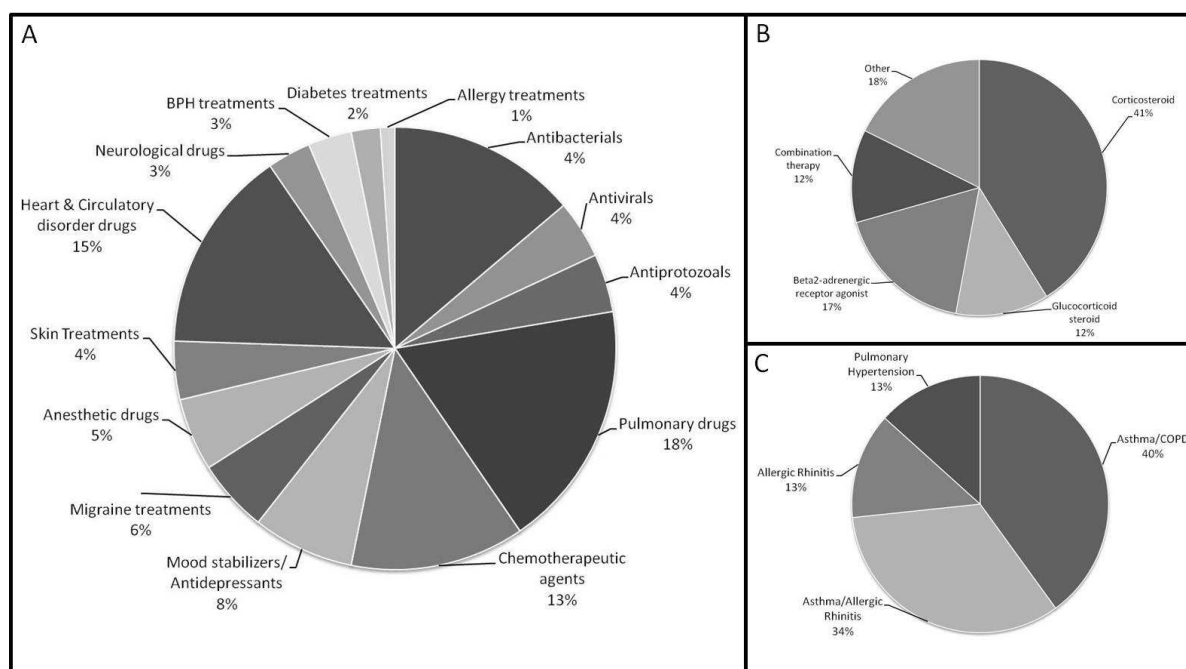 A
Diabetes treatments
2%
Allergy treatments
1%
BPH treatments
3%
Antibacterials
4%
Neurological drugs
3%
Antivirals
4%
Heart & Circulatory
disorder drugs
15%
Antiprotozoals
4%
Skin Treatments
4%
Pulmonary drugs
18%
Anesthetic drugs
5%
Migraine treatments
6%
Mood stabilizers/
Antidepressants
8%
Chemotherapeutic
agents
13%
B
Other
18%
Corticosteroid
41%
Combination
therapy
12%
Beta2-adrenergic
receptor agonist
17%
Glucocorticoid
steroid
12%
C
Pulmonary
Hypertension
13%
Asthma/COPD
40%
Allergic Rhinitis
13%
Asthma/Allergic
Rhinitis
34%